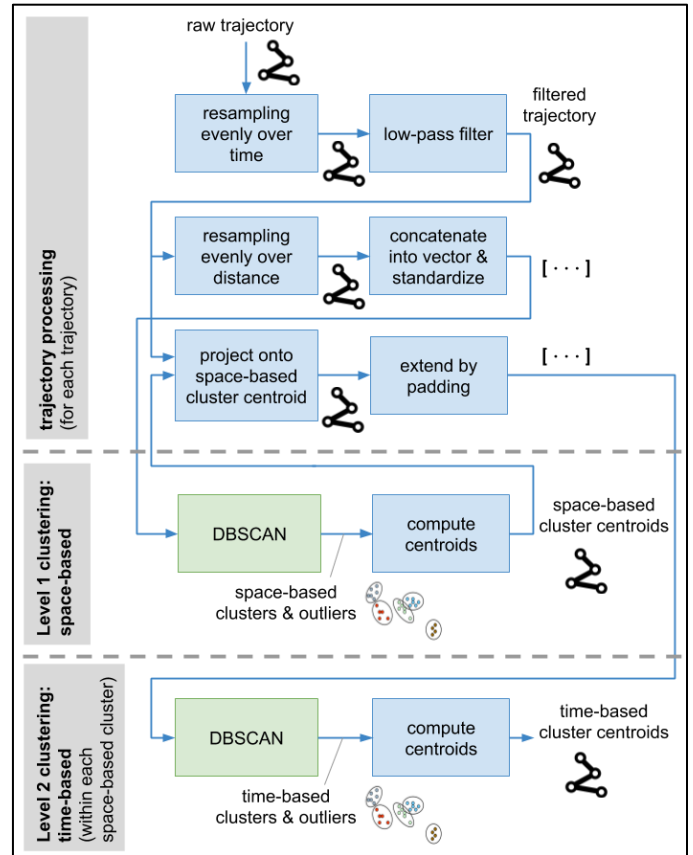 raw trajectory
resampling
evenly over
time
low-pass filter
filtered
trajectory
resampling
evenly over
distance
concatenate
into vector &
standardize
[ · · · ]
project onto
space-based
cluster centroid
extend by
padding
[ · · · ]
trajectory processing
(for each trajectory)
DBSCAN
compute
centroids
space-based
cluster centroids
space-based
clusters & outliers
Level 1 clustering:
space-based
DBSCAN
compute
centroids
time-based
cluster centroids
time-based
clusters & outliers
Level 2 clustering:
time-based
(within each
space-based cluster)